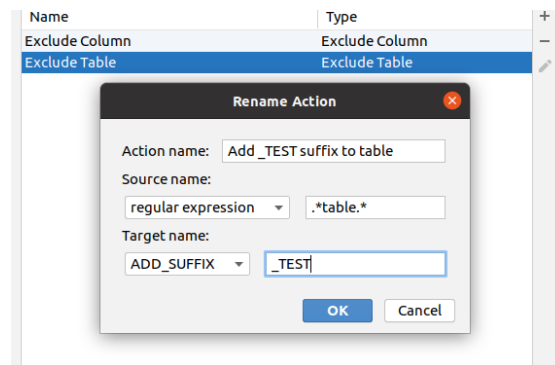 Name Type
Exclude Column Exclude Column
Exclude Table Exclude Table
Rename Action
Action name: Add _TEST suffix to table
Source name:
regular expression .*table.*
Target name:
ADD_SUFFIX _TEST
OK Cancel